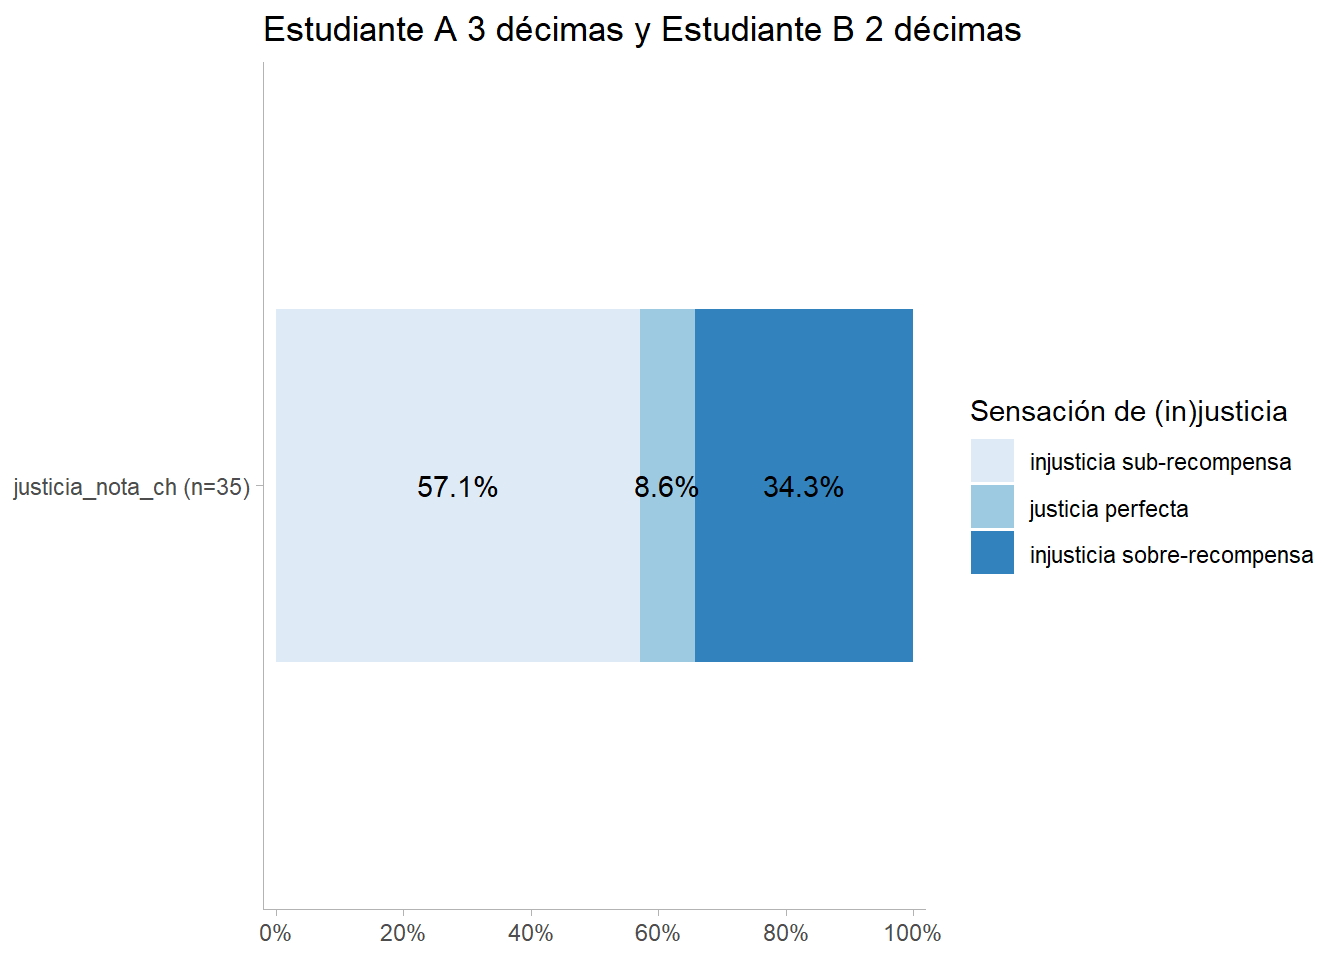 Estudiante A 3 décimas y Estudiante B 2 décimas
justicia_nota_ch (n=35)
57.1%
8.6%
34.3%
Sensación de (in)justicia
injusticia sub-recompensa
justicia perfecta
injusticia sobre-recompensa
0%
20%
40%
60%
80%
100%